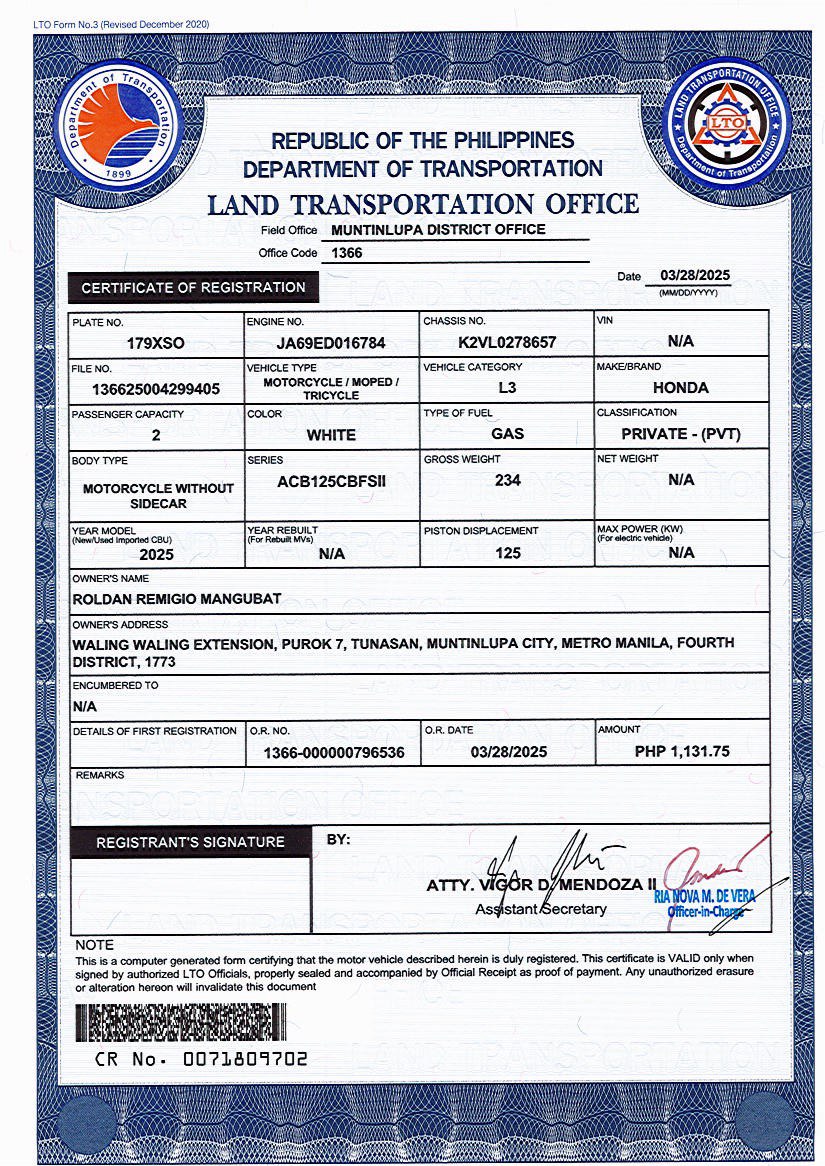 LTO Form No.3 (Revised December 2020)
Department of Transportation
1899
LAND TRANSPORTATION OFFICE
LTO
Department of Transportation
REPUBLIC OF THE PHILIPPINES
DEPARTMENT OF TRANSPORTATION
LAND TRANSPORTATION OFFICE
Field Office MUNTINLUPA DISTRICT OFFICE
Office Code 1366
Date 03/28/2025
(MM/DD/YYYY)
CERTIFICATE OF REGISTRATION
PLATE NO. ENGINE NO. CHASSIS NO. VIN
179XSO JA69ED016784 K2VL0278657 N/A
FILE NO. VEHICLE TYPE VEHICLE CATEGORY MAKE/BRAND
136625004299405 MOTORCYCLE / MOPED / L3 HONDA
TRICYCLE
PASSENGER CAPACITY COLOR TYPE OF FUEL CLASSIFICATION
2 WHITE GAS PRIVATE - (PVT)
BODY TYPE SERIES GROSS WEIGHT NET WEIGHT
MOTORCYCLE WITHOUT ACB125CBFSII 234 N/A
SIDECAR
YEAR MODEL YEAR REBUILT PISTON DISPLACEMENT MAX POWER (KW)
(New/Used Imported CBU) (For Rebuilt MVs) (For electric vehicle)
2025 N/A 125 N/A
OWNER'S NAME
ROLDAN REMIGIO MANGUBAT
OWNER'S ADDRESS
WALING WALING EXTENSION, PUROK 7, TUNASAN, MUNTINLUPA CITY, METRO MANILA, FOURTH
DISTRICT, 1773
ENCUMBERED TO
N/A
DETAILS OF FIRST REGISTRATION O.R. NO. O.R. DATE AMOUNT
1366-000000796536 03/28/2025 PHP 1,131.75
REMARKS
REGISTRANT'S SIGNATURE BY:
ATTY. VIGOR D. MENDOZA II
Assistant Secretary
RIA NOVA M. DE VERA
Officer-in-Charge
NOTE
This is a computer generated form certifying that the motor vehicle described herein is duly registered. This certificate is VALID only when
signed by authorized LTO Officials, properly sealed and accompanied by Official Receipt as proof of payment. Any unauthorized erasure
or alteration hereon will invalidate this document
CR No. 0071809702